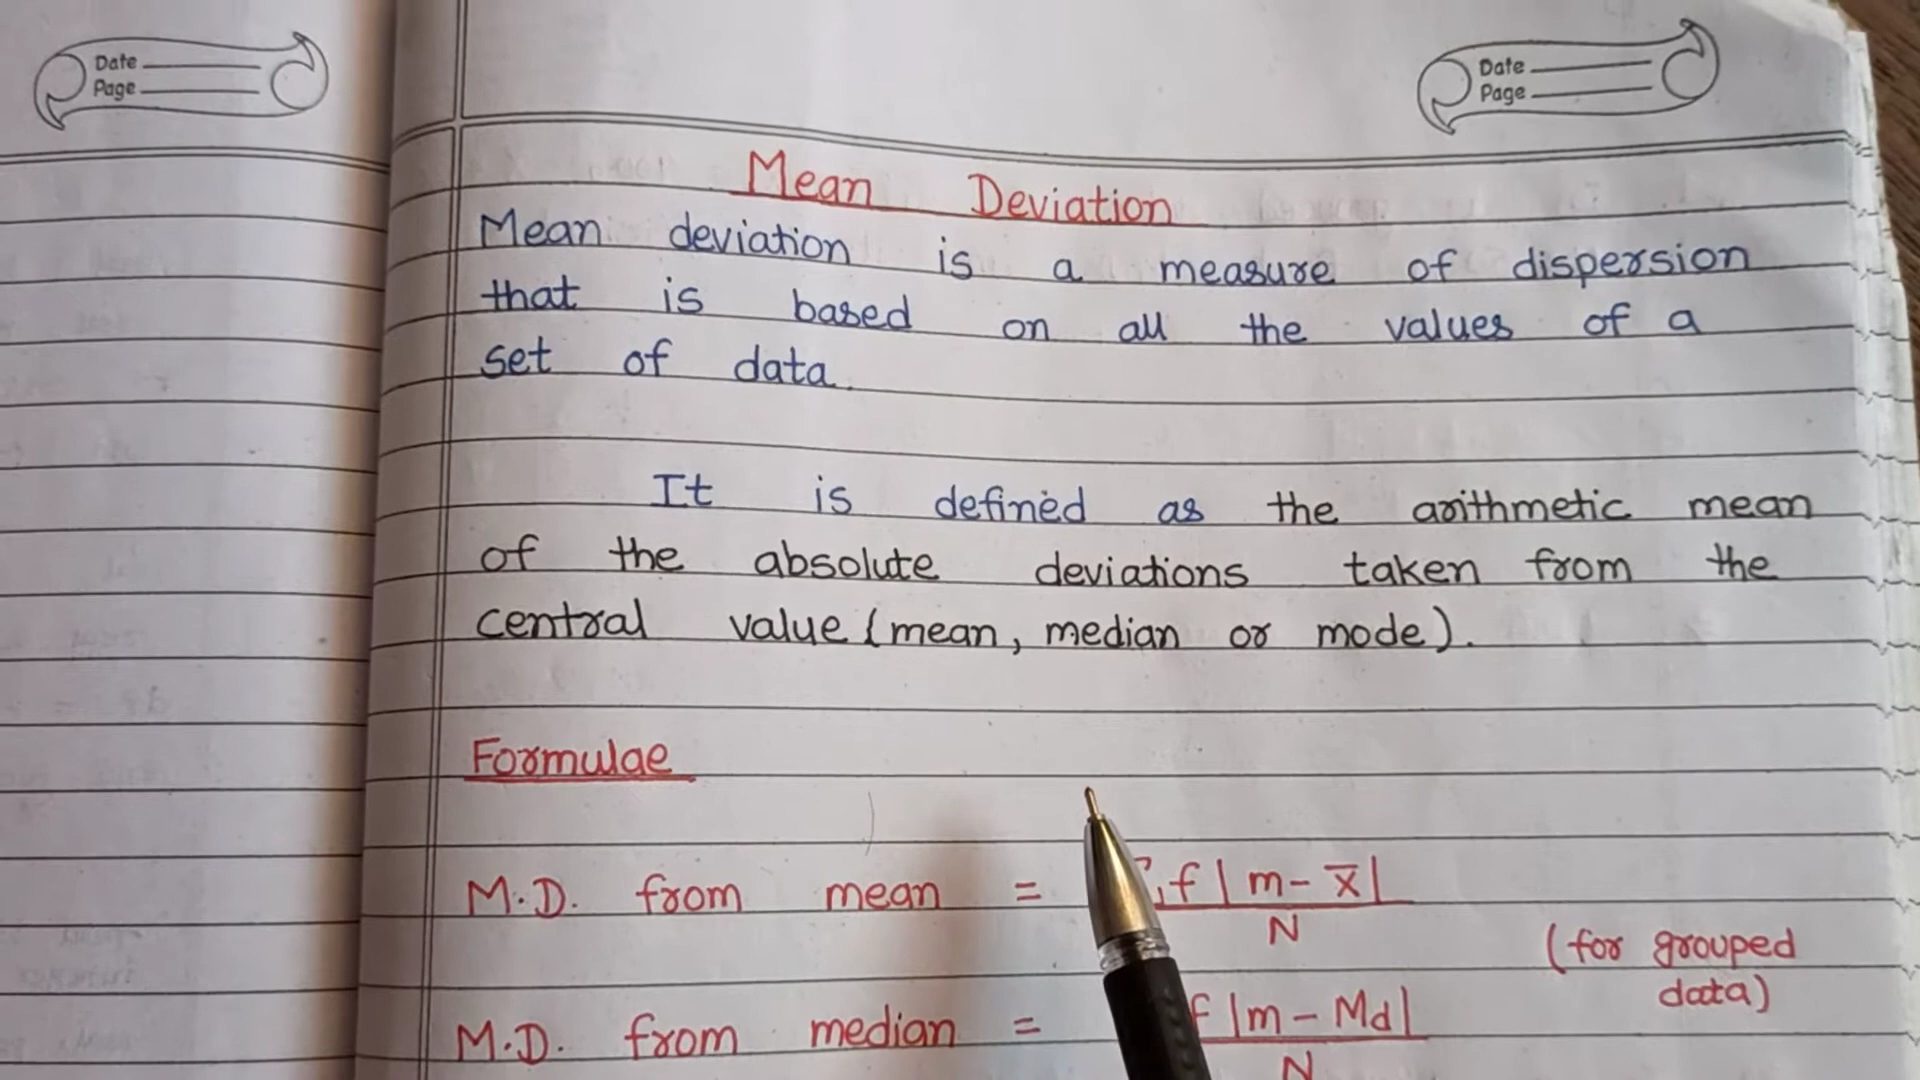 Date
Page
Date
Page
Mean Deviation
Mean deviation is a measure of dispersion
that is based on all the values of a
set of data.
It is defined as the arithmetic mean
of the absolute deviations taken from the
central value (mean, median or mode).
Formulae
M.D. from mean = f|m-x̅|
N
(for grouped
data)
M.D. from median = f|m-Md|
N